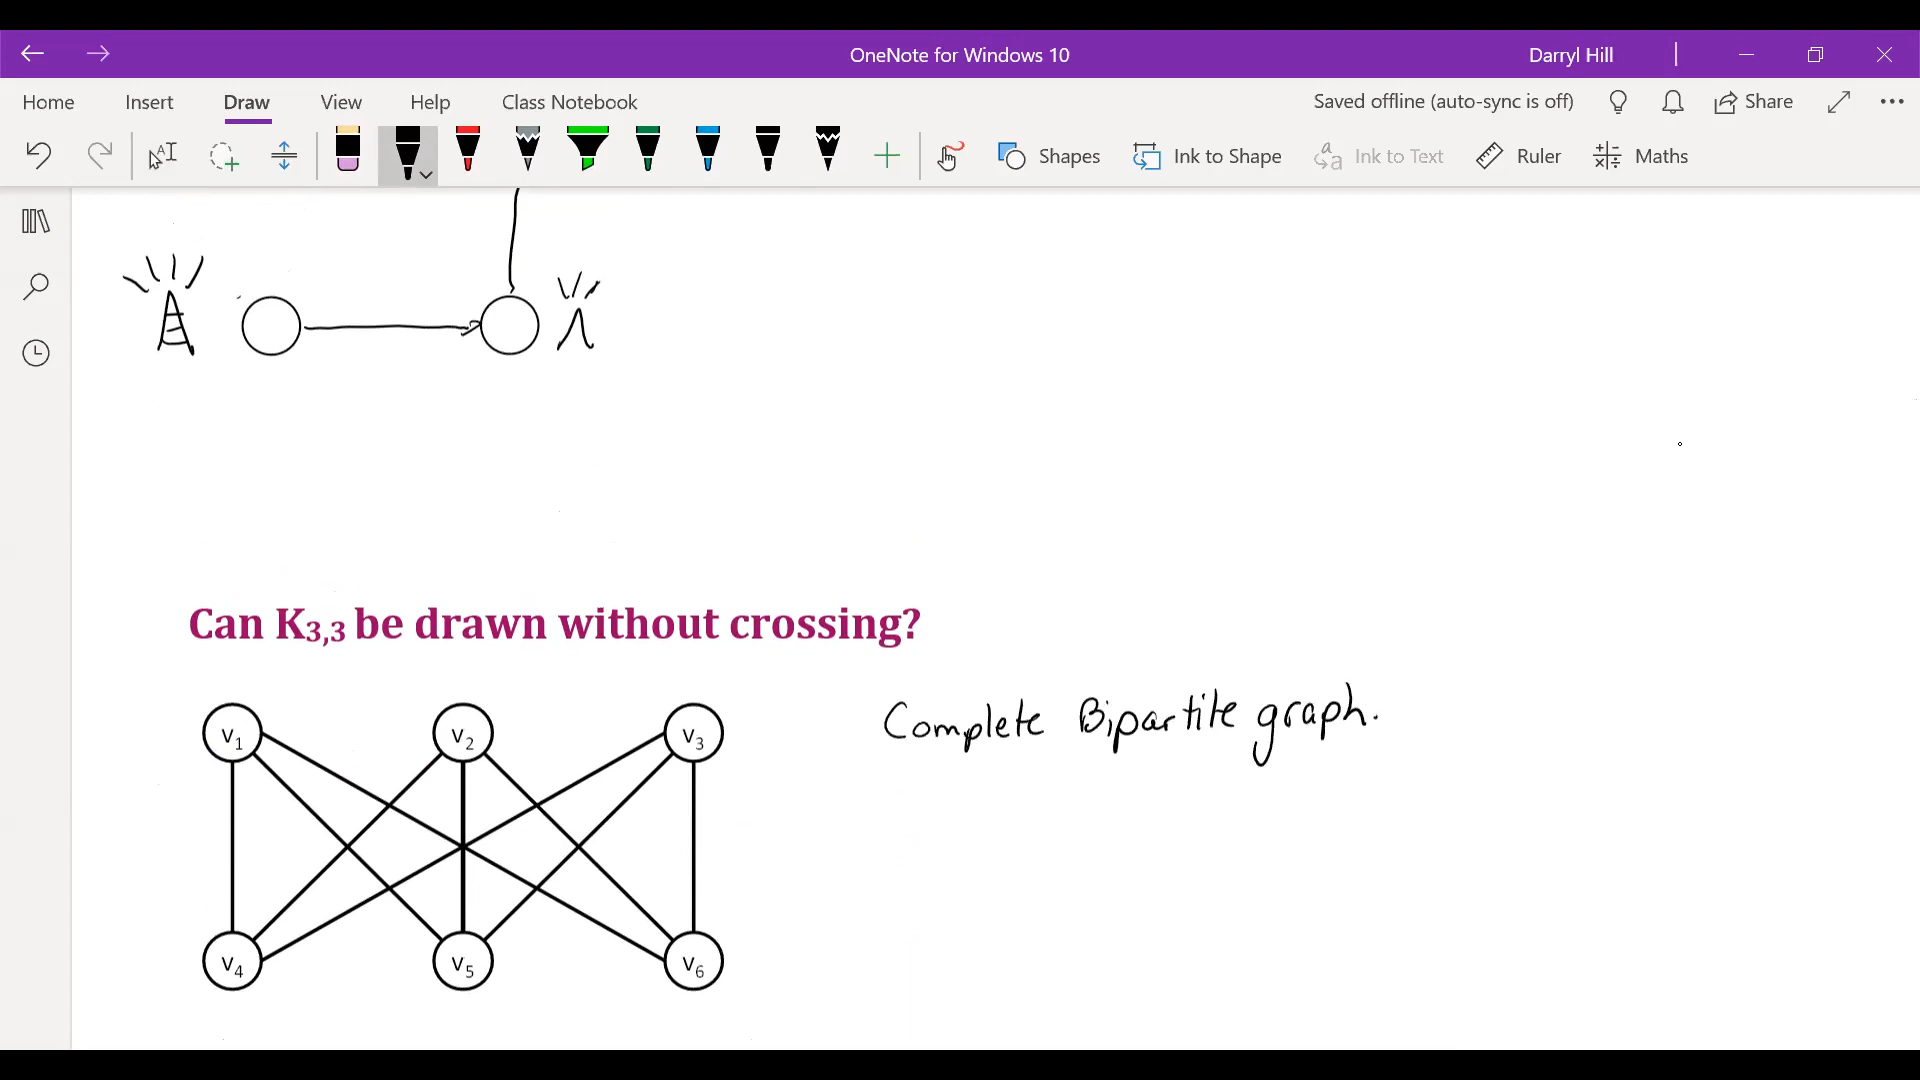 OneNote for Windows 10
Darryl Hill
Home Insert Draw View Help Class Notebook
Saved offline (auto-sync is off) Share
Shapes Ink to Shape Ink to Text Ruler Maths
Can K3,3 be drawn without crossing?
Complete Bipartite graph.
v1 v2 v3
v4 v5 v6